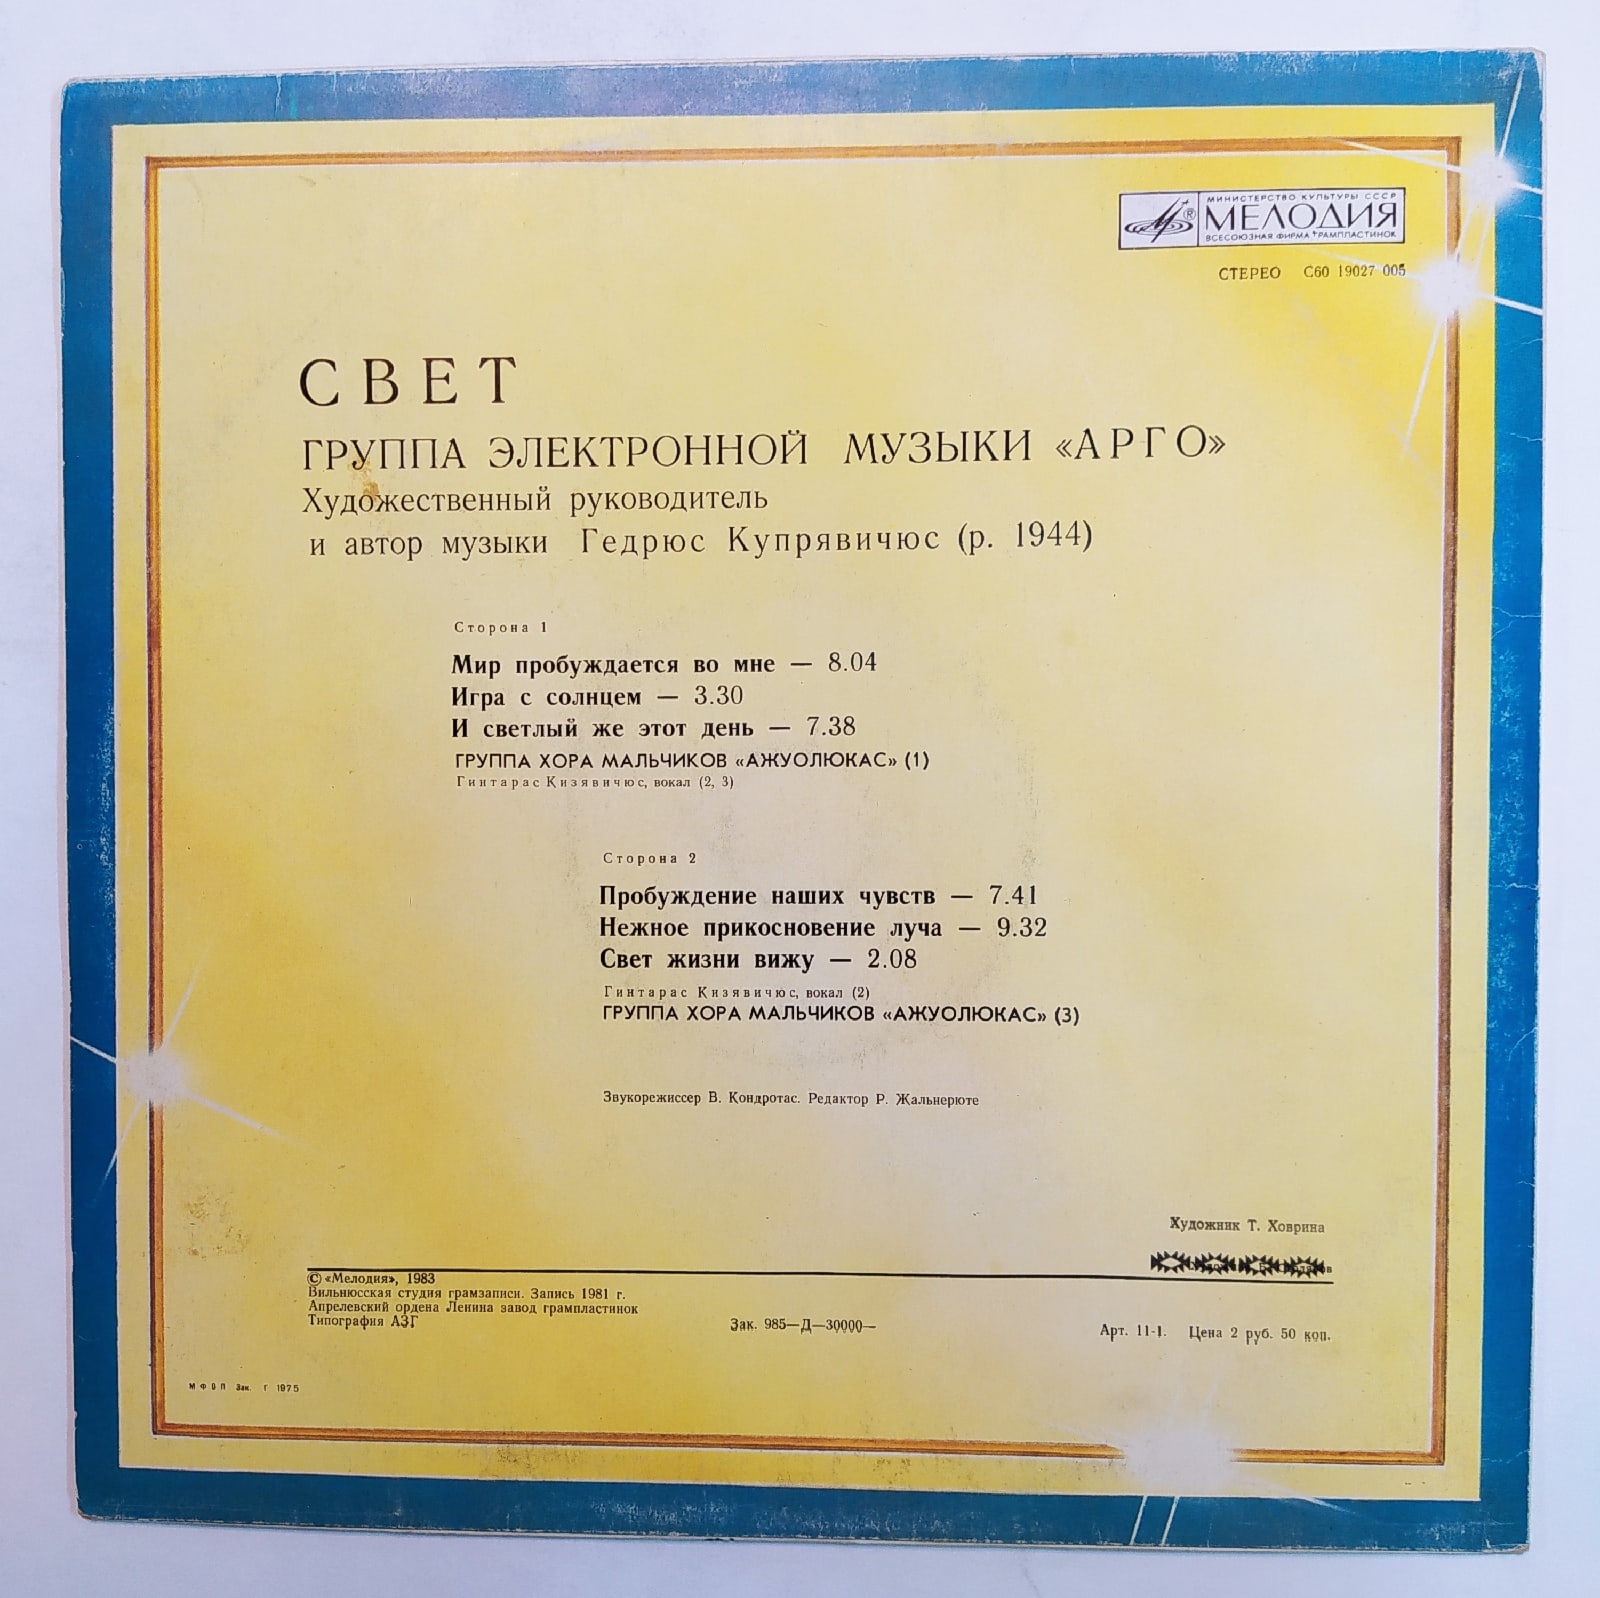 МИНИСТЕРСТВО КУЛЬТУРЫ СССР
МЕЛОДИЯ
ВСЕСОЮЗНАЯ ФИРМА ГРАМПЛАСТИНОК
СТЕРЕО С60 19027 005
СВЕТ
ГРУППА ЭЛЕКТРОННОЙ МУЗЫКИ «АРГО»
Художественный руководитель
и автор музыки Гедрюс Купрявичюс (р. 1944)
Сторона 1
Мир пробуждается во мне — 8.04
Игра с солнцем — 3.30
И светлый же этот день — 7.38
ГРУППА ХОРА МАЛЬЧИКОВ «АЖУОЛЮКАС» (1)
Гинтарас Кизявичюс, вокал (2, 3)
Сторона 2
Пробуждение наших чувств — 7.41
Нежное прикосновение луча — 9.32
Свет жизни вижу — 2.08
Гинтарас Кизявичюс, вокал (2)
ГРУППА ХОРА МАЛЬЧИКОВ «АЖУОЛЮКАС» (3)
Звукорежиссер В. Кондротас. Редактор Р. Жальнерюте
Художник Т. Ховрина
© «Мелодия», 1983
Вильнюсская студия грамзаписи. Запись 1981 г.
Апрелевский ордена Ленина завод грампластинок
Типография АЗГ
Зак. 985—Д—30000—
Арт. 11-1. Цена 2 руб. 50 коп.
МФОП Зак. Г 1975